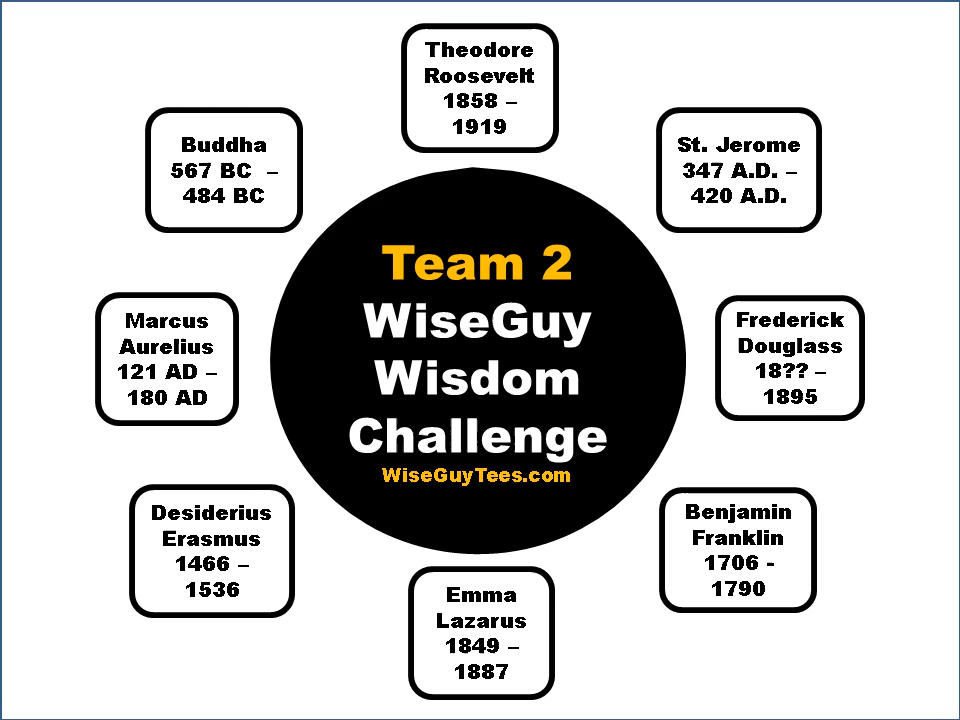 Theodore
Roosevelt
1858 –
1919
Buddha
567 BC  –
484 BC
St. Jerome
347 A.D. –
420 A.D.
Team 2
WiseGuy
Wisdom
Challenge
WiseGuyTees.com
Marcus
Aurelius
121 AD –
180 AD
Frederick
Douglass
18?? –
1895
Desiderius
Erasmus
1466 –
1536
Benjamin
Franklin
1706 -
1790
Emma
Lazarus
1849 –
1887